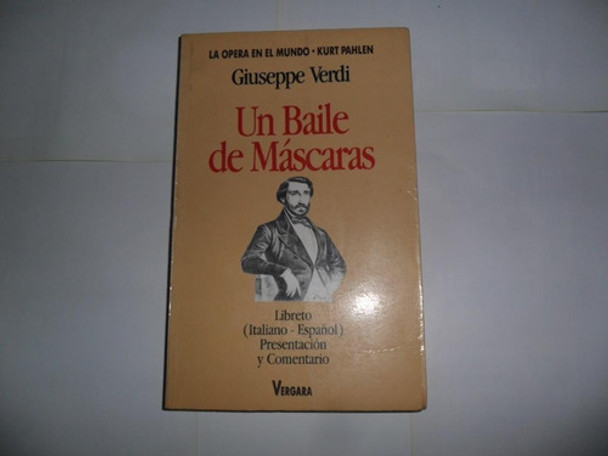 LA OPERA EN EL MUNDO • KURT PAHLEN
Giuseppe Verdi
Un Baile
de Máscaras
Libreto
(Italiano - Español)
Presentación
y Comentario
VERGARA